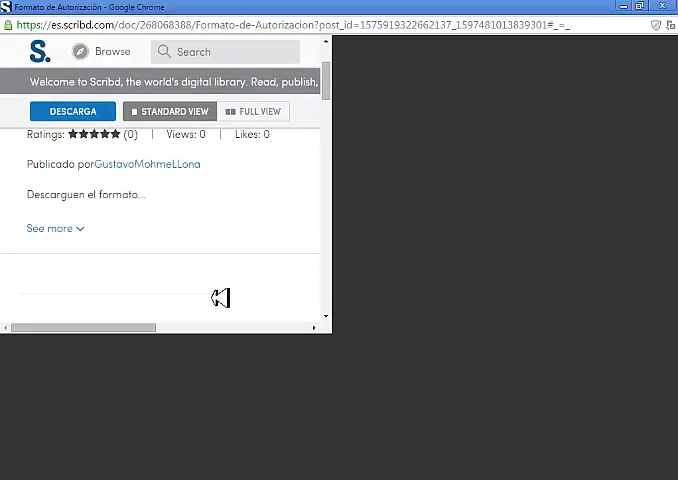 Formato de Autorización - Google Chrome
https://es.scribd.com/doc/268068388/Formato-de-Autorizacion?post_id=1575919322662137_1597481013839301#_=_
S. Browse Search
Welcome to Scribd, the world's digital library. Read, publish,
DESCARGA STANDARD VIEW FULL VIEW
Ratings: ★★★★★ (0) | Views: 0 | Likes: 0
Publicado porGustavoMohmeLLona
Descarguen el formato...
See more